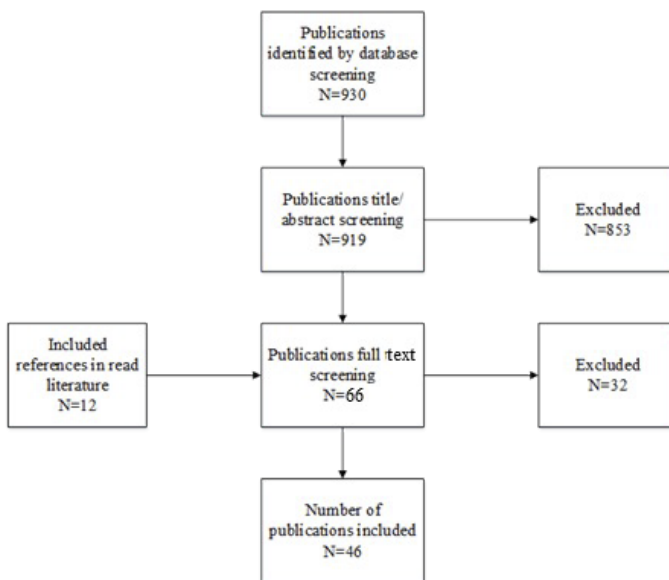 Publications
identified by database
screening
N=930
Publications title/
abstract screening
N=919
Excluded
N=853
Included
references in read
literature
N=12
Publications full text
screening
N=66
Excluded
N=32
Number of
publications included
N=46